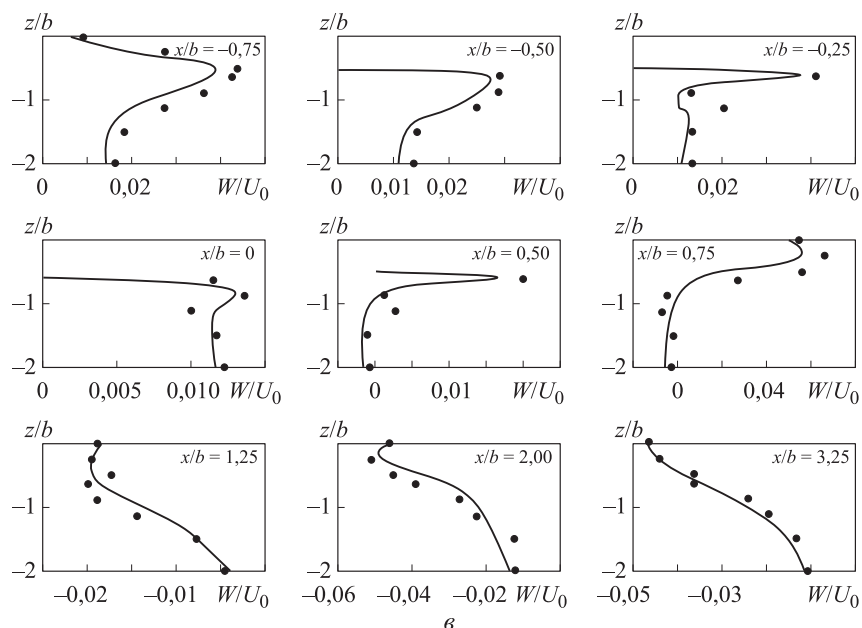 z/b z/b z/b
x/b = –0,75 x/b = –0,50 x/b = –0,25
–1 –1 –1
–2 –2 –2
0 0,02 W/U0 0 0,01 0,02 W/U0 0 0,02 W/U0
z/b z/b z/b
x/b = 0 x/b = 0,50 x/b = 0,75
–1 –1 –1
–2 –2 –2
0 0,005 0,010 W/U0 0 0,01 W/U0 0 0,04 W/U0
z/b z/b z/b
x/b = 1,25 x/b = 2,00 x/b = 3,25
–1 –1 –1
–2 –2 –2
–0,02 –0,01 W/U0 –0,06 –0,04 –0,02 W/U0 –0,05 –0,03 W/U0
в